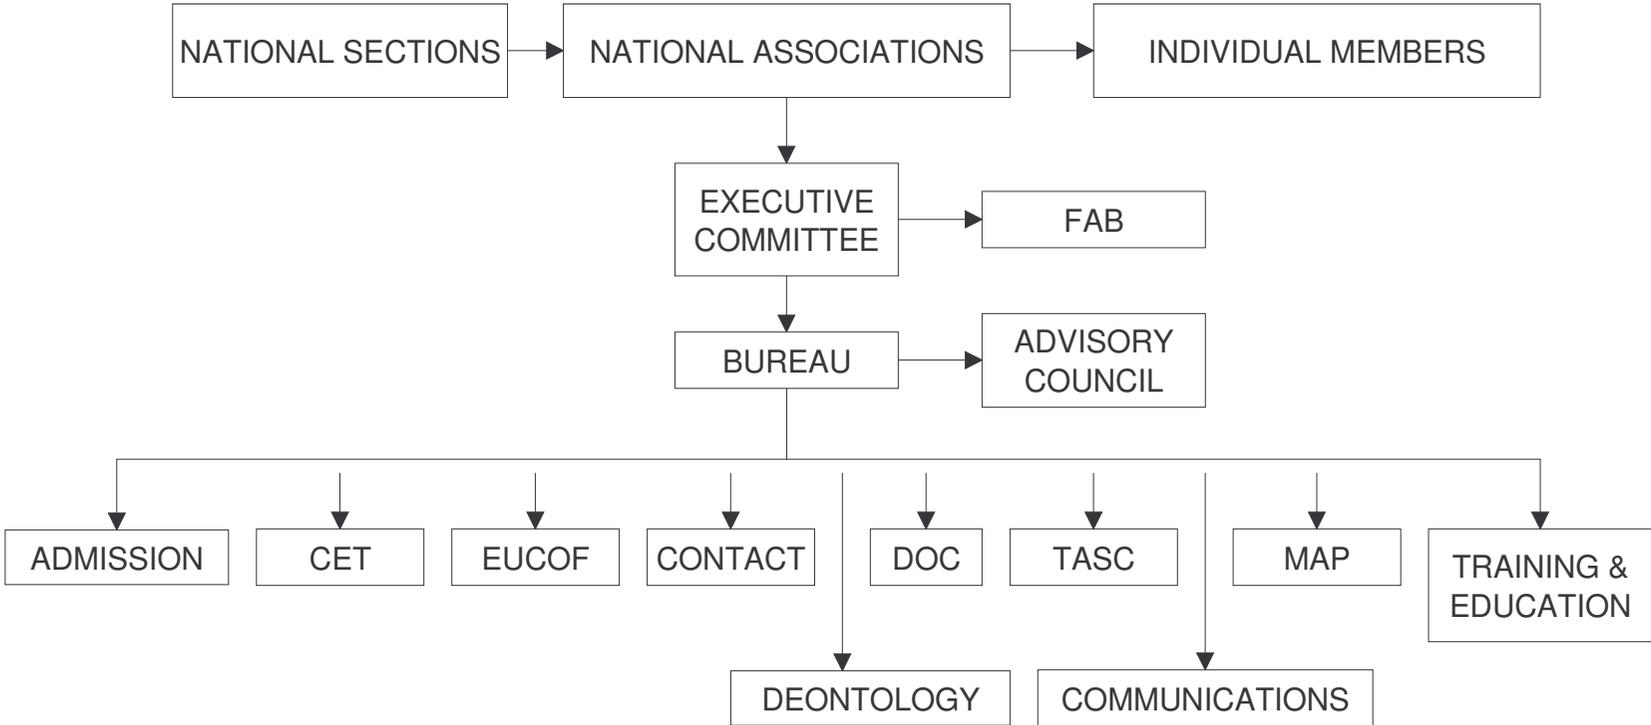 NATIONAL SECTIONS
NATIONAL ASSOCIATIONS
INDIVIDUAL MEMBERS
EXECUTIVE
COMMITTEE
FAB
BUREAU
ADVISORY
COUNCIL
ADMISSION
CET
EUCOF
CONTACT
DOC
TASC
MAP
TRAINING &
EDUCATION
DEONTOLOGY
COMMUNICATIONS